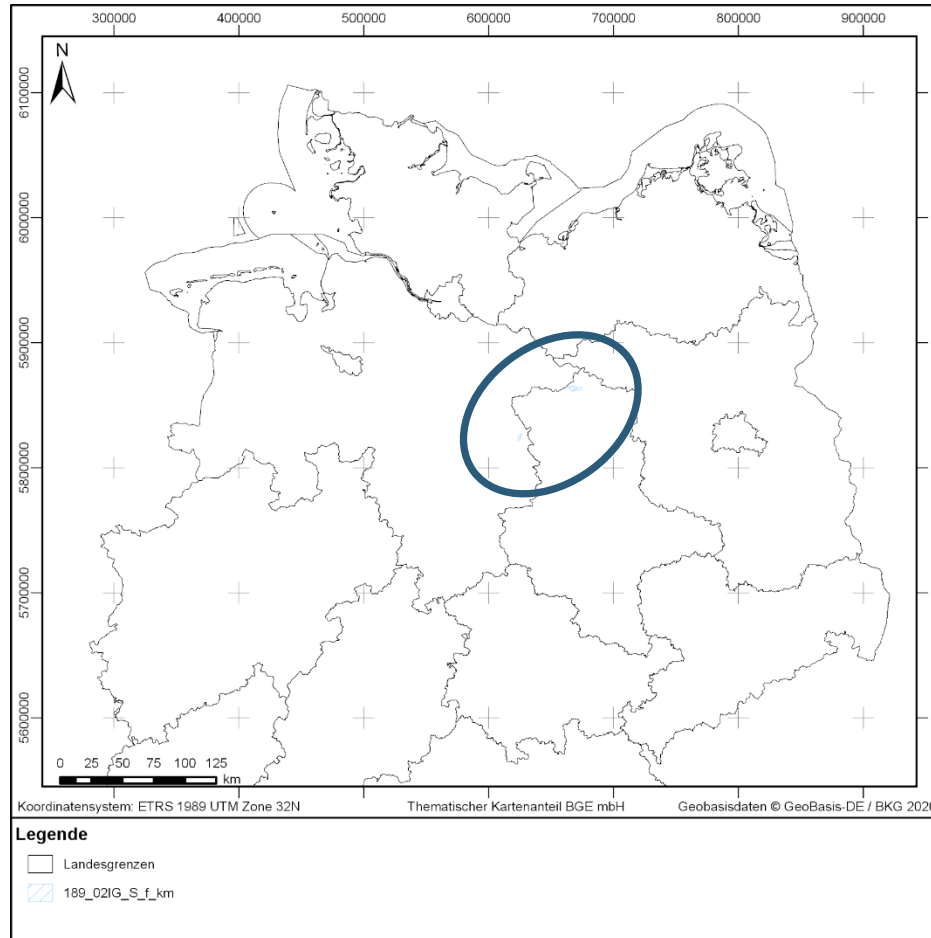 300000 400000 500000 600000 700000 800000 900000
N
6100000
6000000
5900000
5800000
5700000
5600000
0 25 50 75 100 125
km
Koordinatensystem: ETRS 1989 UTM Zone 32N Thematischer Kartenanteil BGE mbH Geobasisdaten © GeoBasis-DE / BKG 2020
Legende
Landesgrenzen
189_02IG_S_f_km